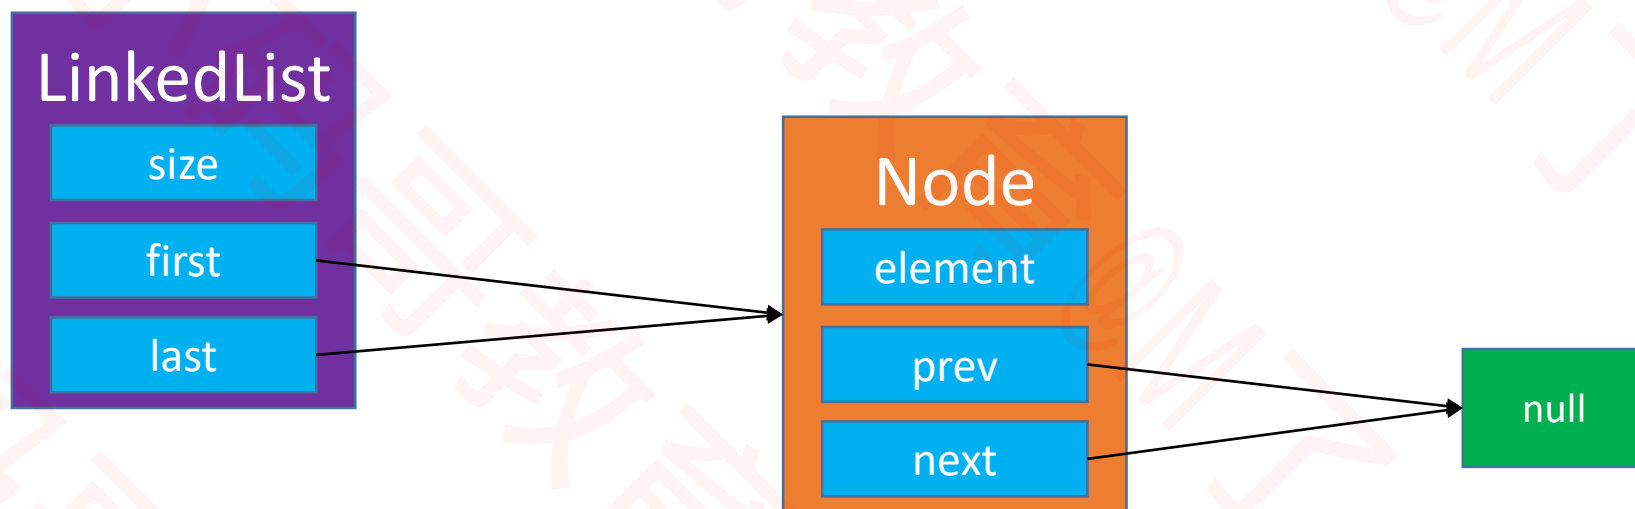 LinkedList
size
first
last
Node
element
prev
next
null